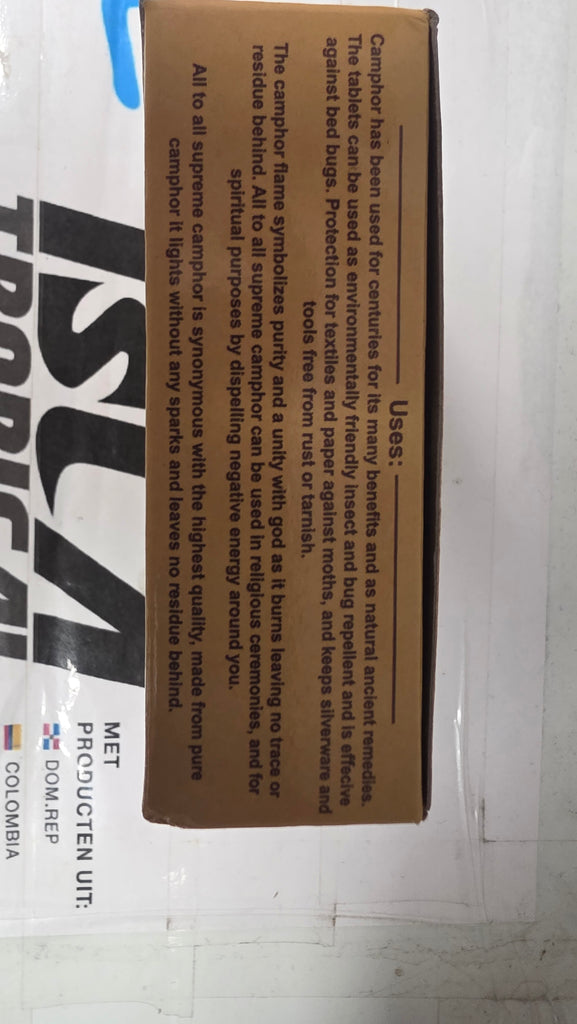 Uses:
Camphor has been used for centuries for its many benefits and as natural ancient remedies.
The tablets can be used as environmentally friendly insect and bug repellent and is effecive
against bed bugs. Protection for textiles and paper against moths, and keeps silverware and
tools free from rust or tarnish.
The camphor flame symbolizes purity and a unity with god as it burns leaving no trace or
residue behind. All to all supreme camphor can be used in religious ceremonies, and for
spiritual purposes by dispelling negative energy around you.
All to all supreme camphor is synonymous with the highest quality, made from pure
camphor it lights without any sparks and leaves no residue behind.
ISLA
TROPICAL
MET
PRODUCTEN UIT:
DOM.REP
COLOMBIA